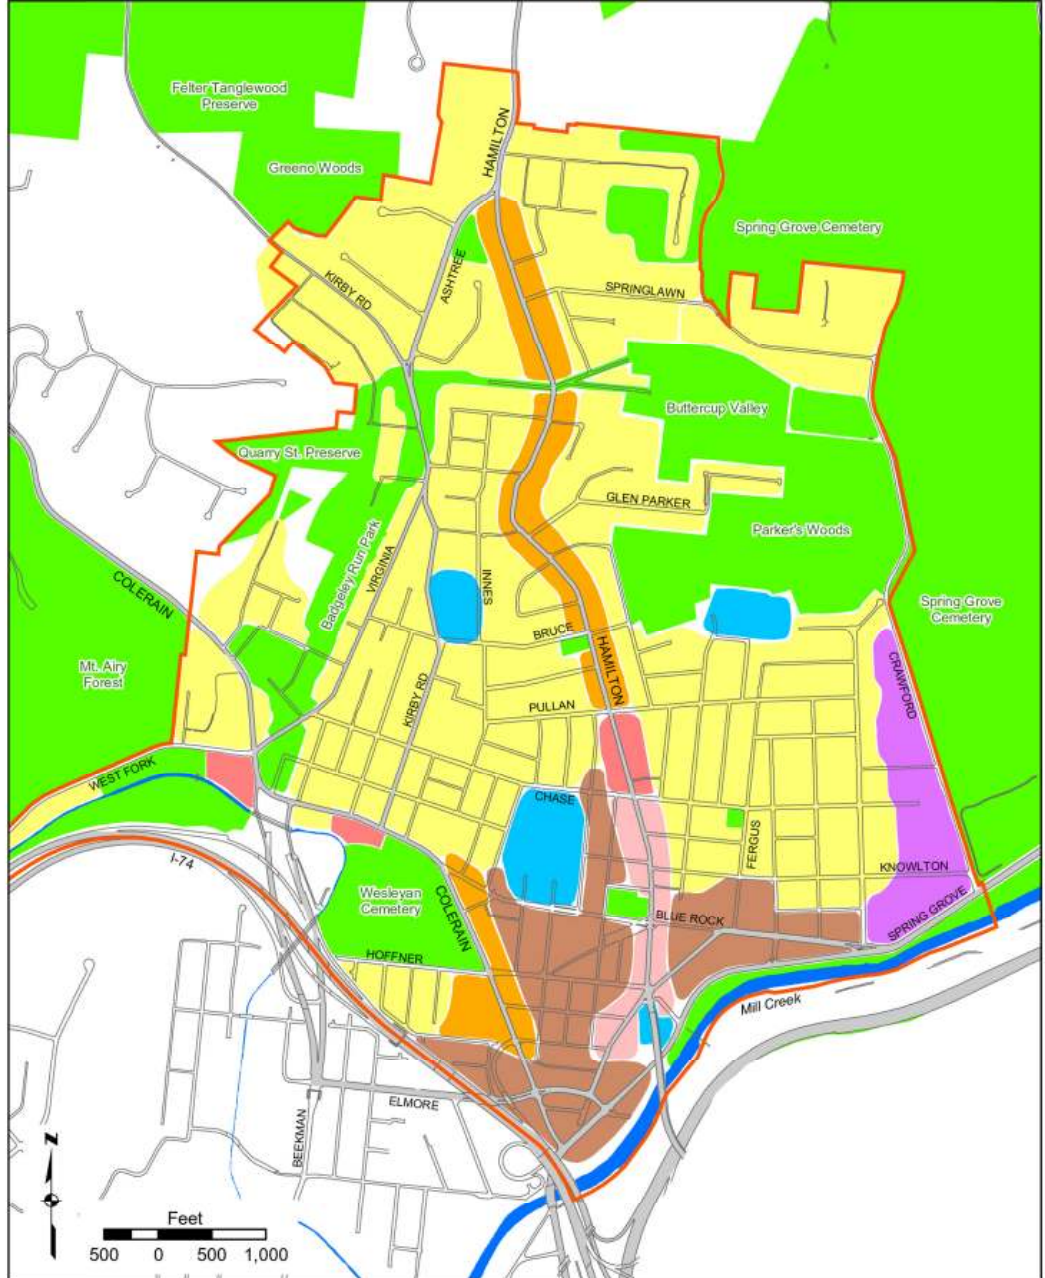 Felter Tanglewood
Preserve
HAMILTON
Greeno Woods
Spring Grove Cemetery
KIRBY RD
ASHTREE
SPRINGLAWN
Buttercup Valley
Quarry St. Preserve
GLEN PARKER
Parker's Woods
Badgeley Run Park
VIRGINIA
INNES
COLERAIN
BRUCE
Spring Grove
Cemetery
HAMILTON
Mt. Airy
Forest
CRAWFORD
KIRBY RD
PULLAN
WEST FORK
CHASE
FERGUS
I-74
KNOWLTON
Wesleyan
Cemetery
COLERAIN
BLUE ROCK
SPRING GROVE
HOFFNER
Mill Creek
ELMORE
BEEKMAN
N
Feet
500 0 500 1,000